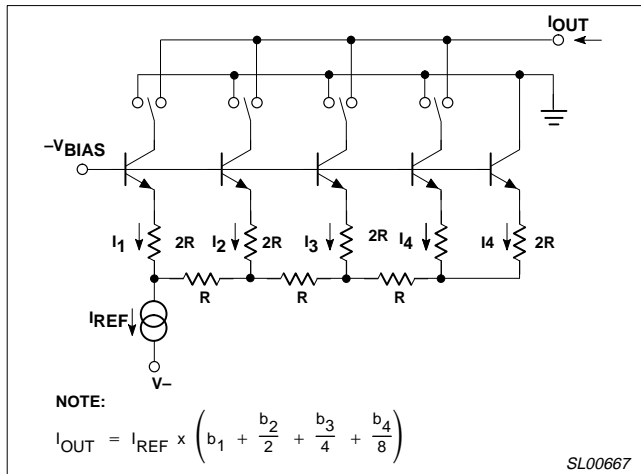 IOUT
–VBIAS
I1 2R I2 2R I3 2R I4 I4 2R
R R R
IREF
V–
NOTE:
IOUT = IREF x (b1 + b2/2 + b3/4 + b4/8)
SL00667